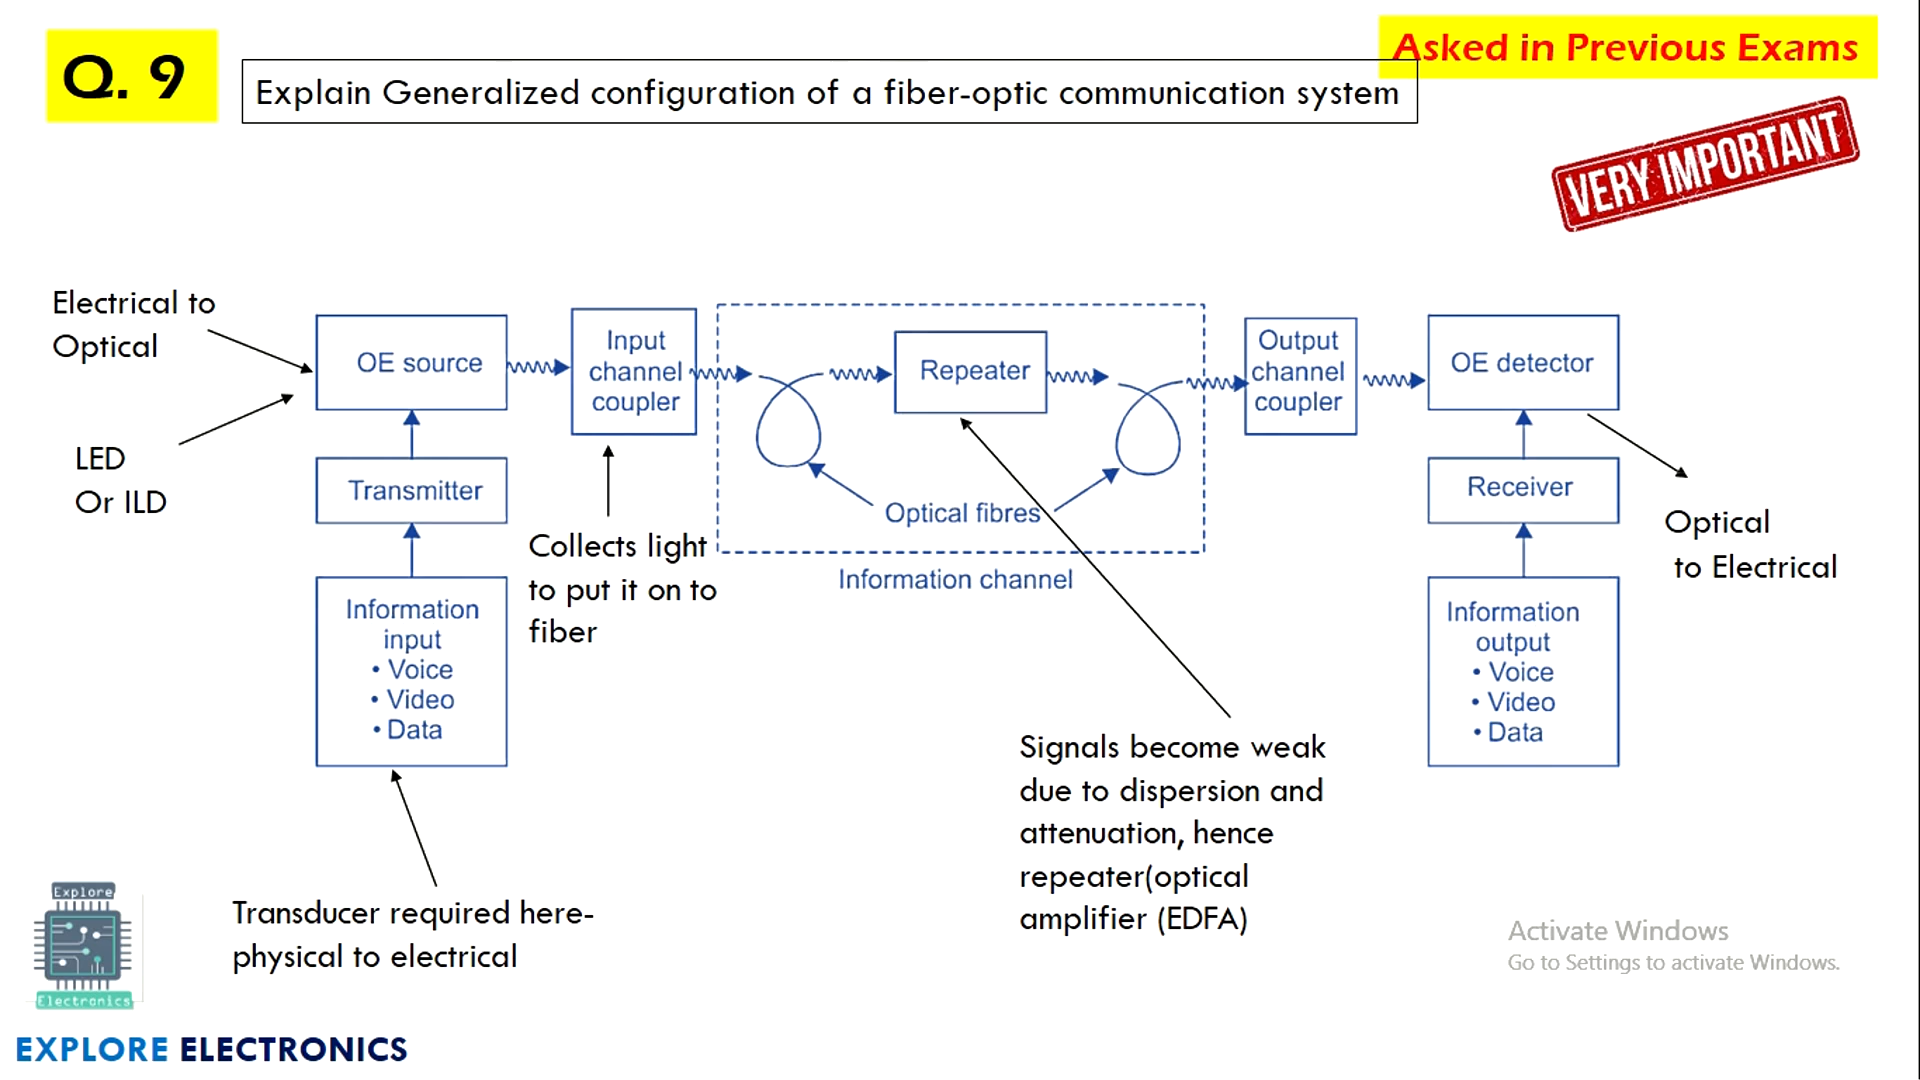 Q. 9
Asked in Previous Exams
Explain Generalized configuration of a fiber-optic communication system
VERY IMPORTANT
Electrical to
Optical
LED
Or ILD
OE source
Transmitter
Information
input
• Voice
• Video
• Data
Transducer required here-
physical to electrical
Input
channel
coupler
Collects light
to put it on to
fiber
Repeater
Optical fibres
Information channel
Signals become weak
due to dispersion and
attenuation, hence
repeater(optical
amplifier (EDFA)
Output
channel
coupler
OE detector
Receiver
Information
output
• Voice
• Video
• Data
Optical
to Electrical
Explore
Electronics
EXPLORE ELECTRONICS
Activate Windows
Go to Settings to activate Windows.